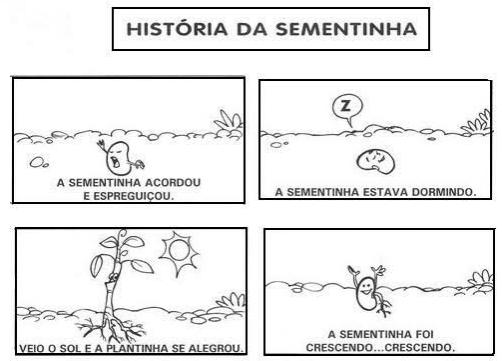 HISTÓRIA DA SEMENTINHA
A SEMENTINHA ACORDOU
E ESPREGUIÇOU.
Z
A SEMENTINHA ESTAVA DORMINDO.
VEIO O SOL E A PLANTINHA SE ALEGROU.
A SEMENTINHA FOI
CRESCENDO...CRESCENDO.